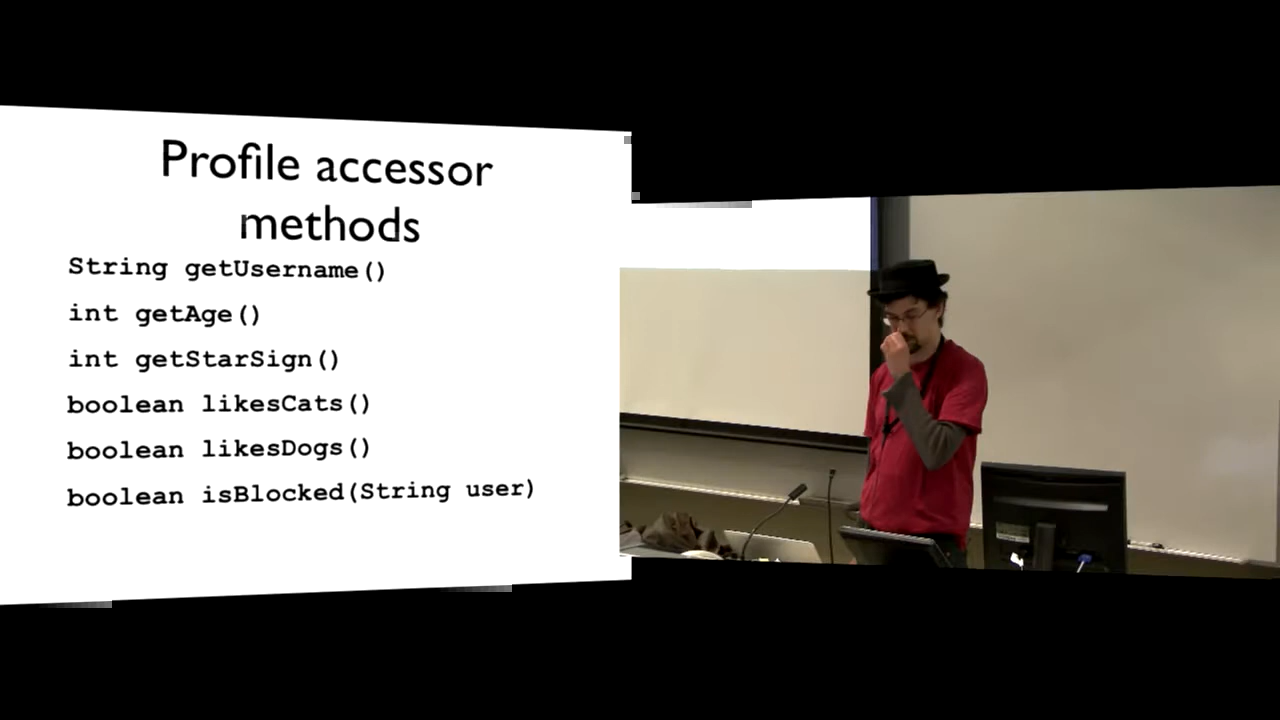 Profile accessor
methods
String getUsername()
int getAge()
int getStarSign()
boolean likesCats()
boolean likesDogs()
boolean isBlocked(String user)